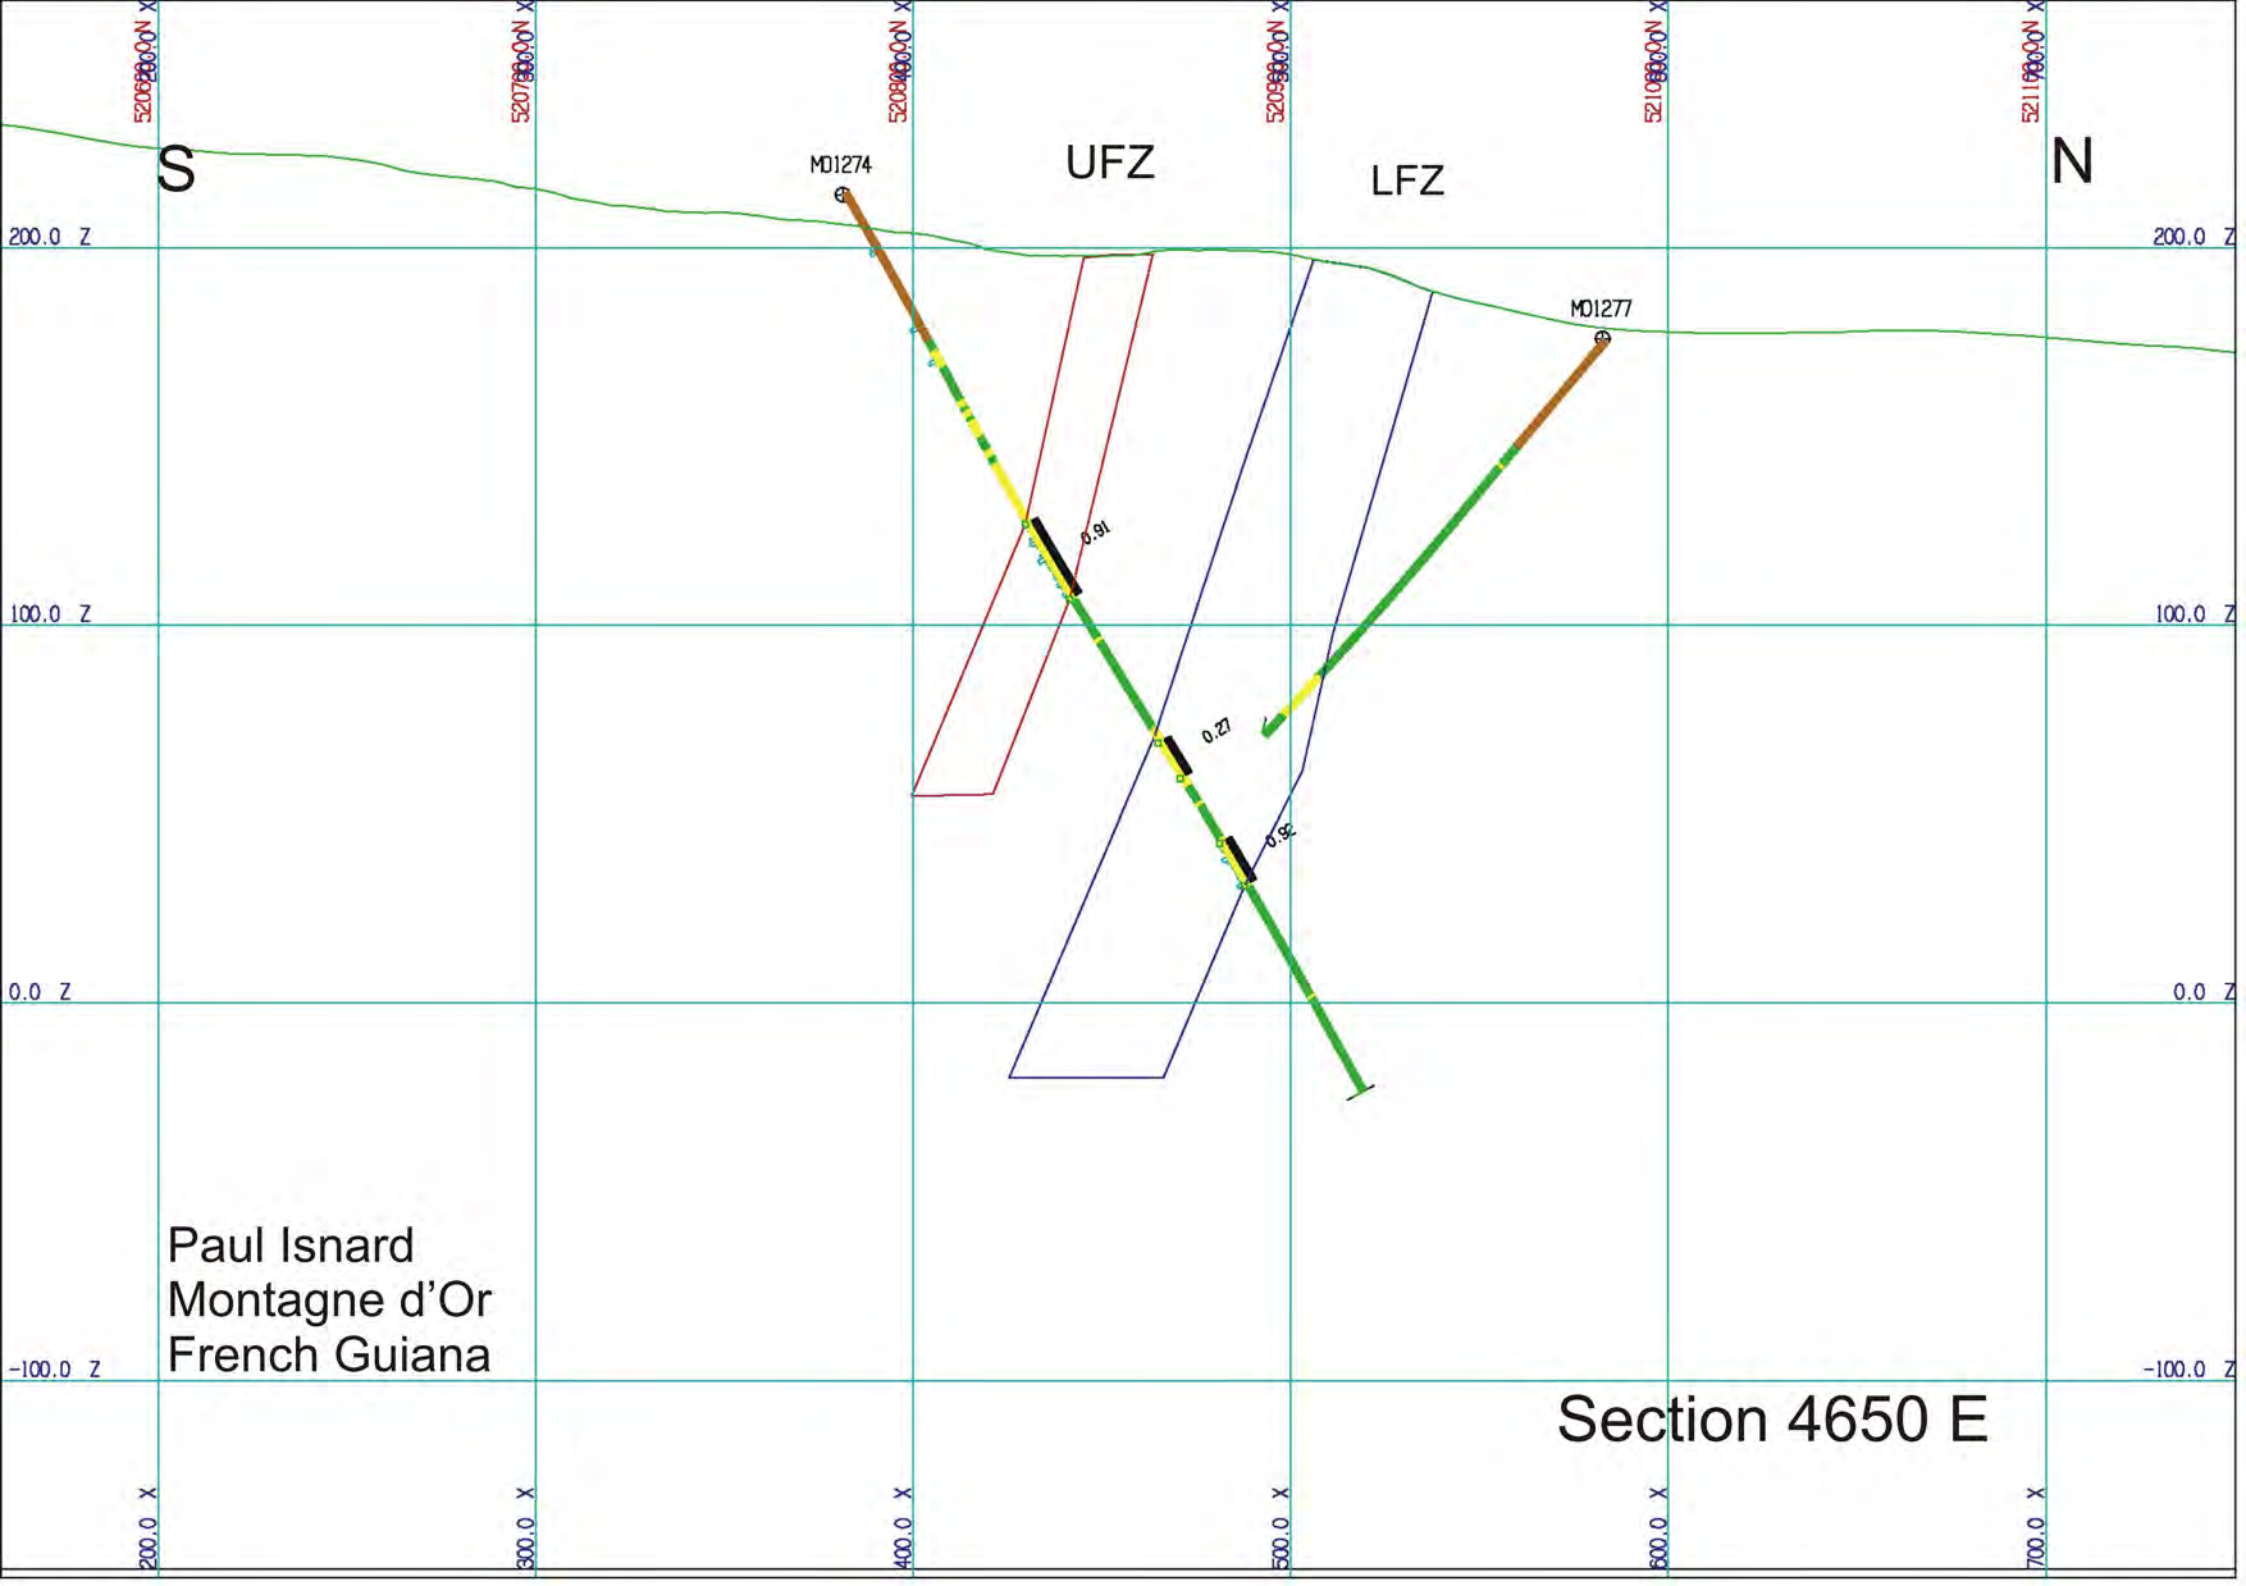 S
UFZ
LFZ
N
MO1274
MO1277
200.0 Z
200.0 Z
0.91
100.0 Z
100.0 Z
0.27
0.92
0.0 Z
0.0 Z
Paul Isnard
Montagne d’Or
French Guiana
-100.0 Z
-100.0 Z
Section 4650 E
200.0 X
300.0 X
400.0 X
500.0 X
600.0 X
700.0 X